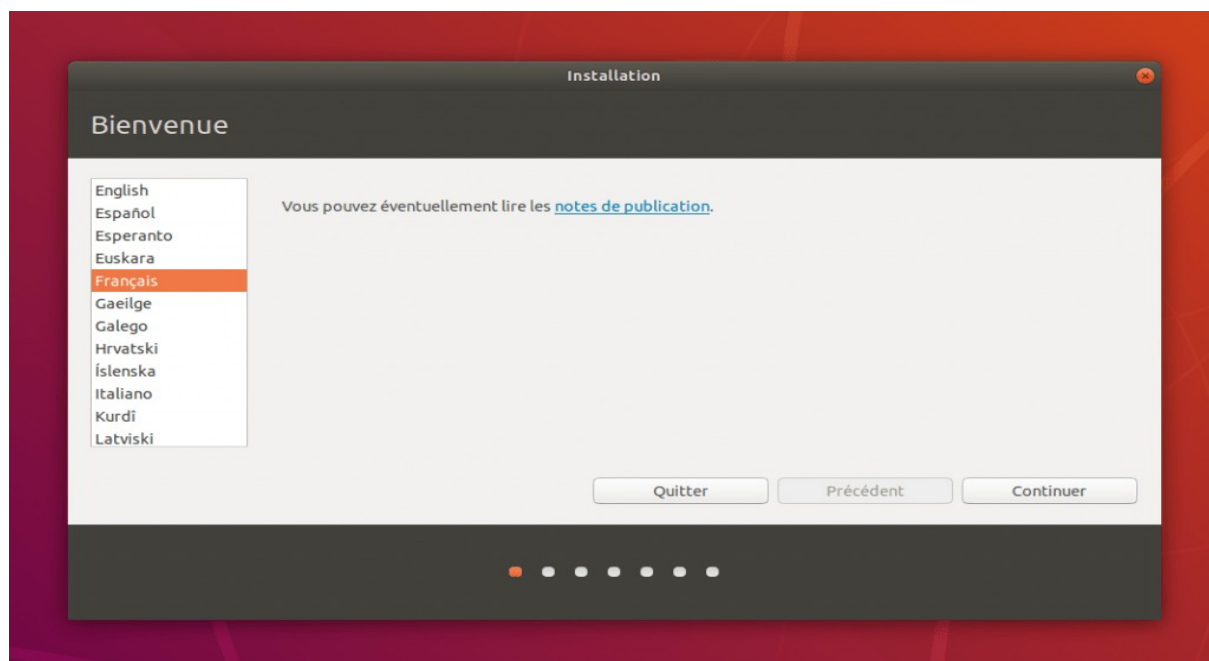 Installation
Bienvenue
English
Español
Esperanto
Euskara
Français
Gaeilge
Galego
Hrvatski
Íslenska
Italiano
Kurdî
Latviski
Vous pouvez éventuellement lire les notes de publication.
Quitter
Précédent
Continuer